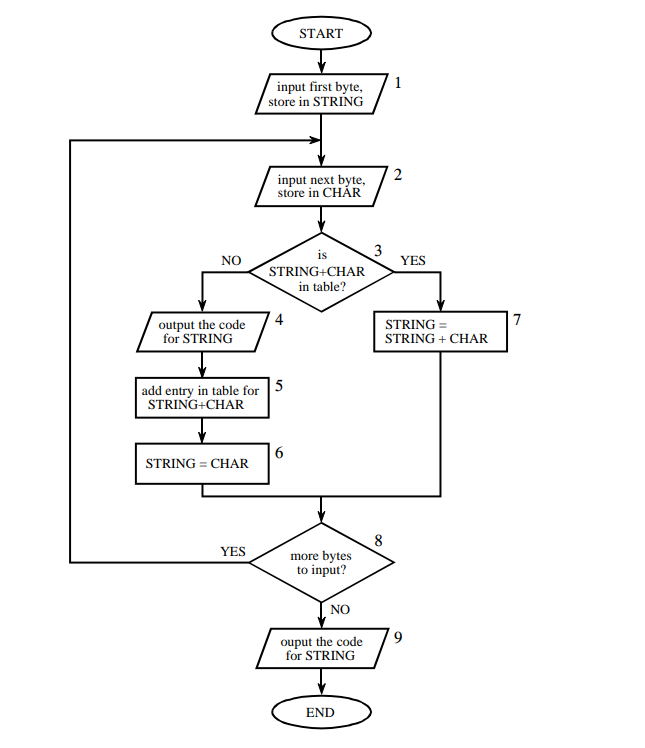 START
input first byte,
store in STRING
1
input next byte,
store in CHAR
2
is
STRING+CHAR
in table?
3
NO
YES
output the code
for STRING
4
STRING =
STRING + CHAR
7
add entry in table for
STRING+CHAR
5
STRING = CHAR
6
more bytes
to input?
8
YES
NO
ouput the code
for STRING
9
END